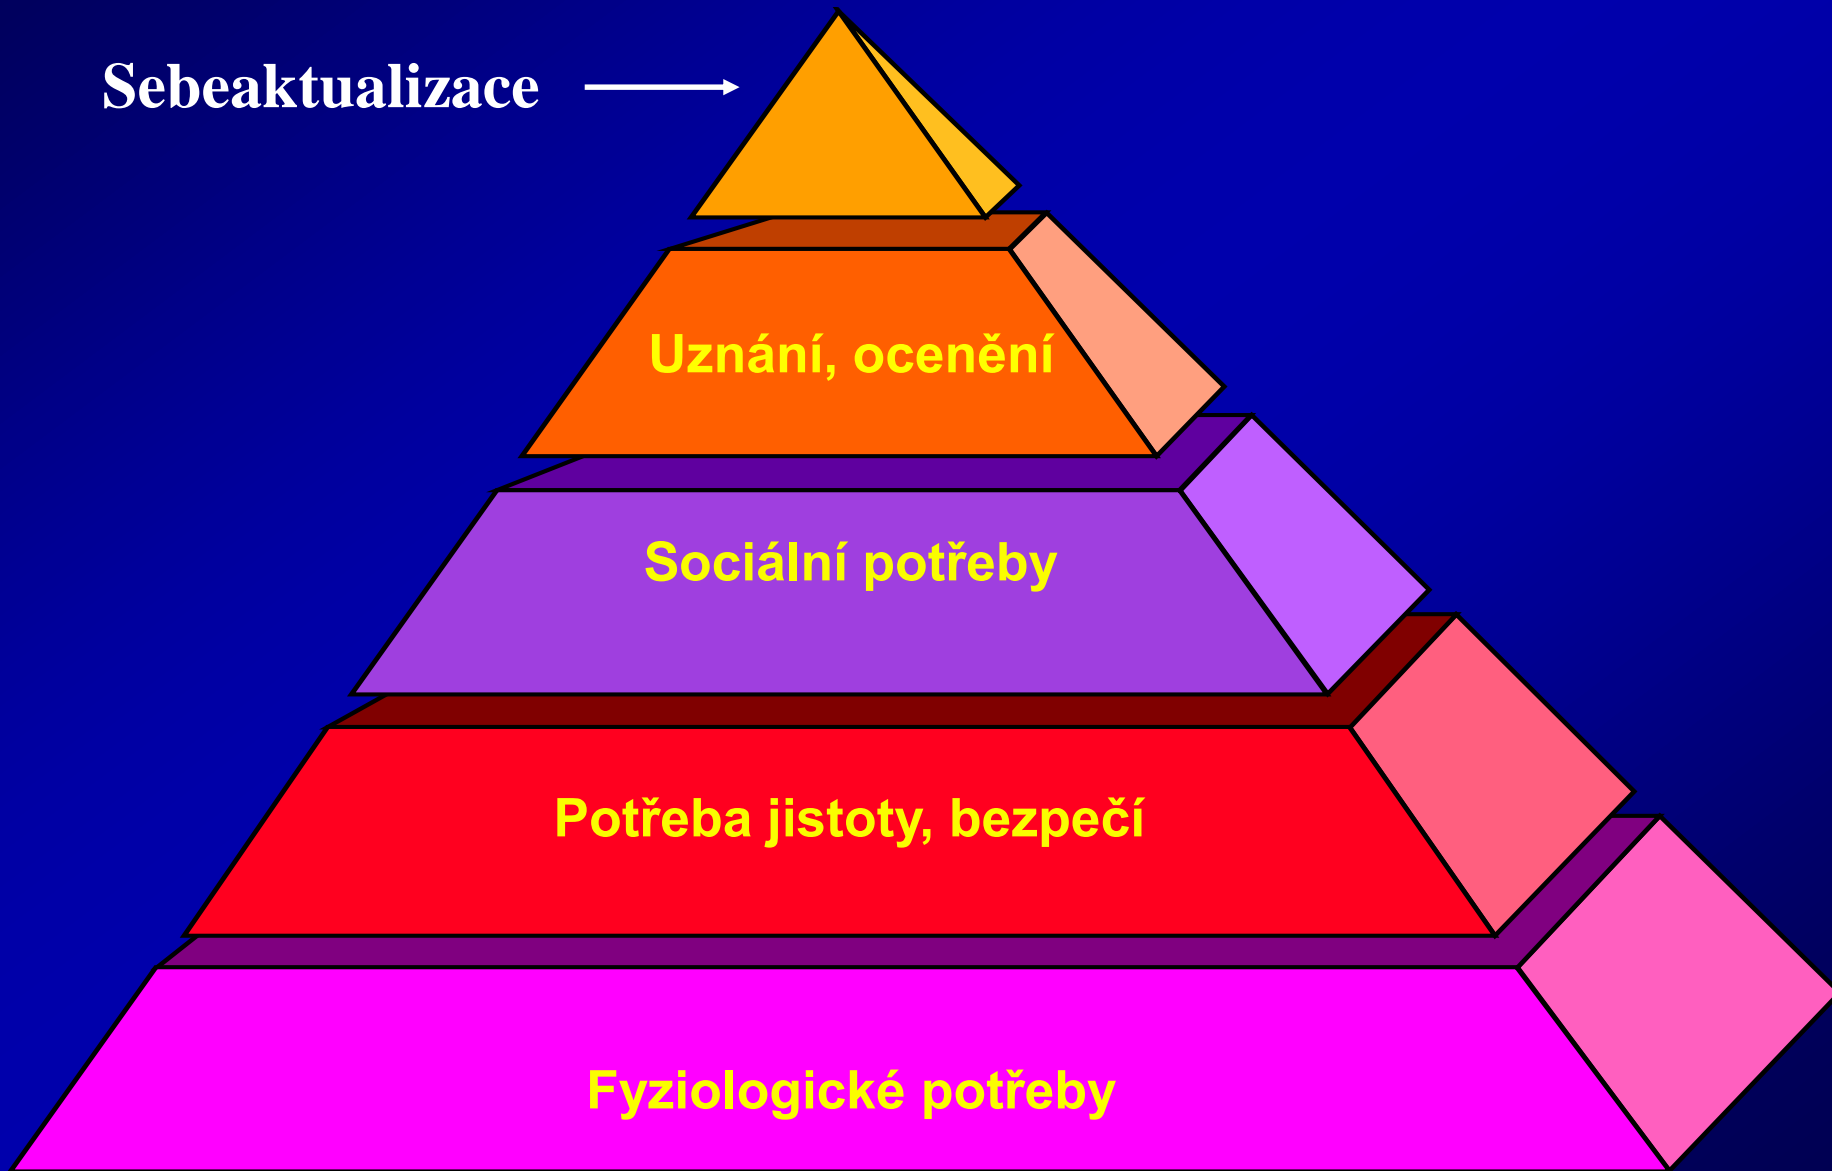 Sebeaktualizace
Uznání, ocenění
Sociální potřeby
Potřeba jistoty, bezpečí
Fyziologické potřeby